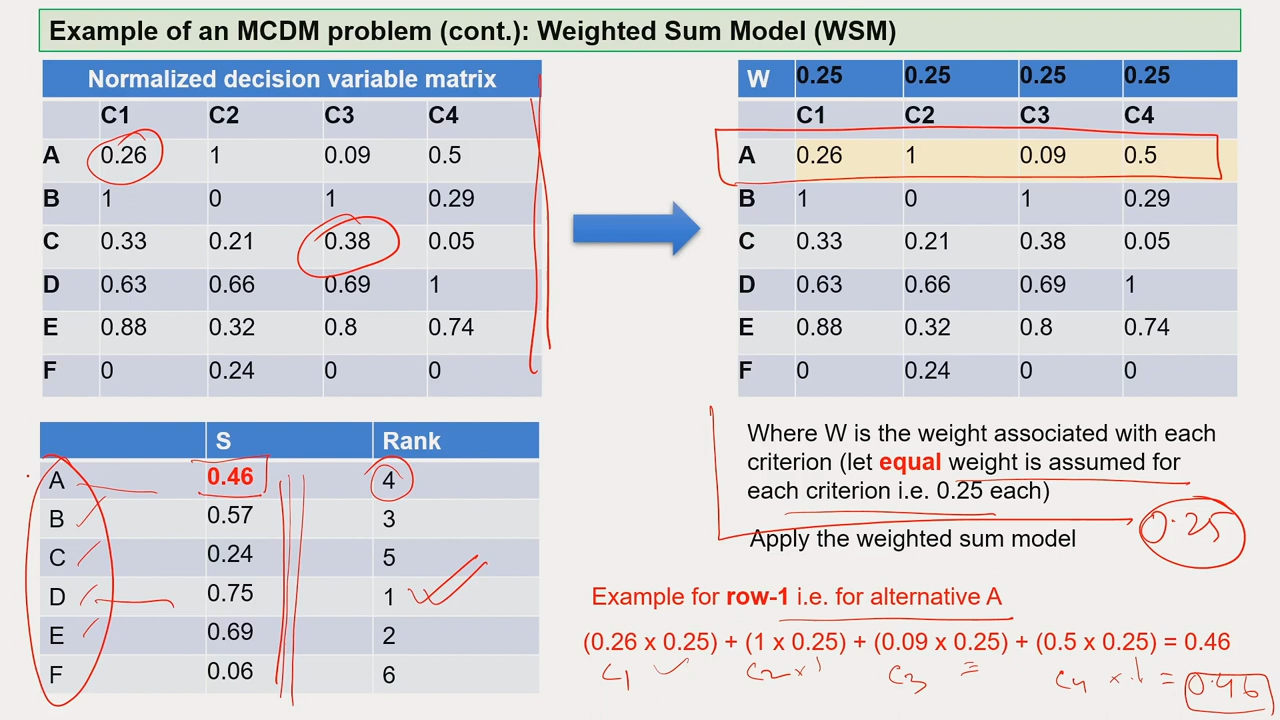 Example of an MCDM problem (cont.): Weighted Sum Model (WSM)
Normalized decision variable matrix
C1 C2 C3 C4
A 0.26 1 0.09 0.5
B 1 0 1 0.29
C 0.33 0.21 0.38 0.05
D 0.63 0.66 0.69 1
E 0.88 0.32 0.8 0.74
F 0 0.24 0 0
W 0.25 0.25 0.25 0.25
C1 C2 C3 C4
A 0.26 1 0.09 0.5
B 1 0 1 0.29
C 0.33 0.21 0.38 0.05
D 0.63 0.66 0.69 1
E 0.88 0.32 0.8 0.74
F 0 0.24 0 0
S Rank
A 0.46 4
B 0.57 3
C 0.24 5
D 0.75 1
E 0.69 2
F 0.06 6
Where W is the weight associated with each
criterion (let equal weight is assumed for
each criterion i.e. 0.25 each)
0.25
Apply the weighted sum model
Example for row-1 i.e. for alternative A
(0.26 x 0.25) + (1 x 0.25) + (0.09 x 0.25) + (0.5 x 0.25) = 0.46
C1 C2 C3 C4 = 0.46